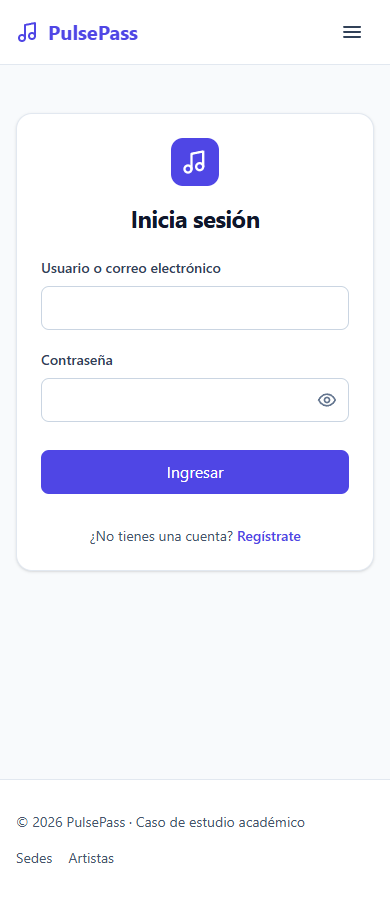 PulsePass
Inicia sesión
Usuario o correo electrónico
Contraseña
Ingresar
¿No tienes una cuenta? Regístrate
© 2026 PulsePass · Caso de estudio académico
Sedes Artistas